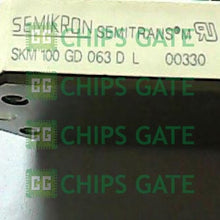 SEMIKRON SEMITRANS®M
SKM 100 GD 063 D L 00330
CHIPS GATE
CHIPS GATE
CHIPS GATE
CHIPS GATE